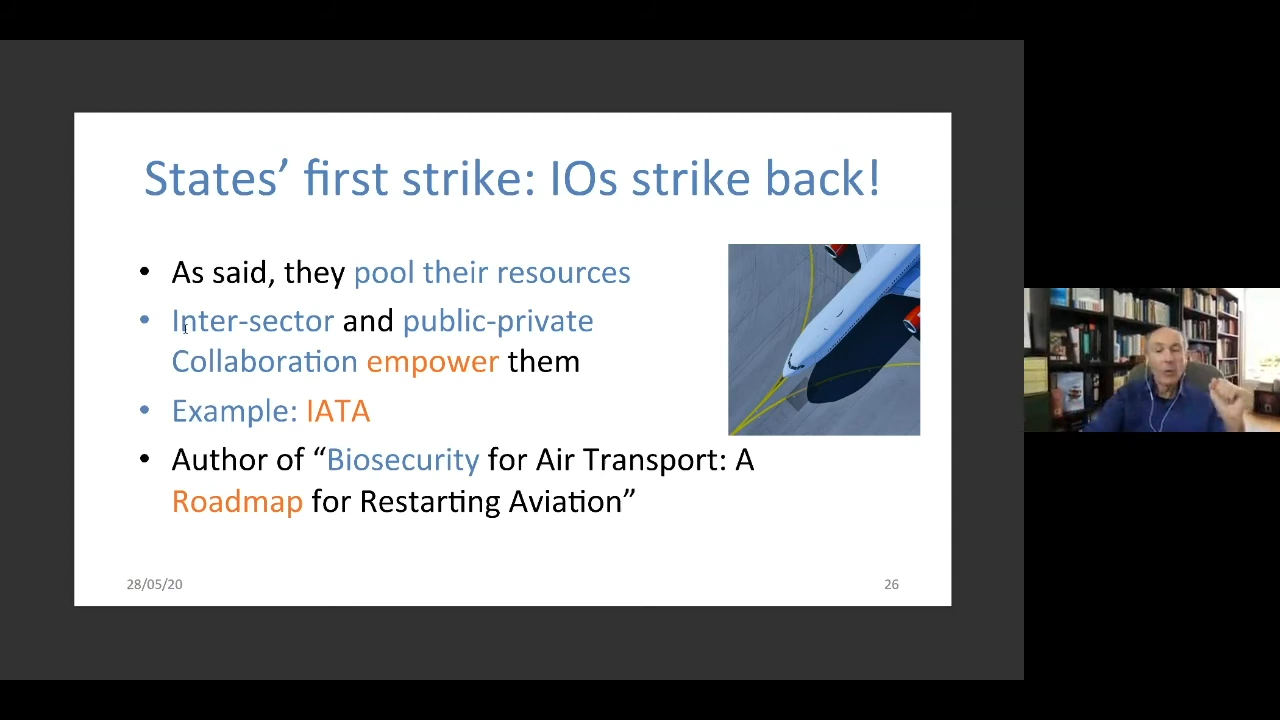 States’ first strike: IOs strike back!
• As said, they pool their resources
• Inter-sector and public-private
Collaboration empower them
• Example: IATA
• Author of “Biosecurity for Air Transport: A
Roadmap for Restarting Aviation”
28/05/20
26